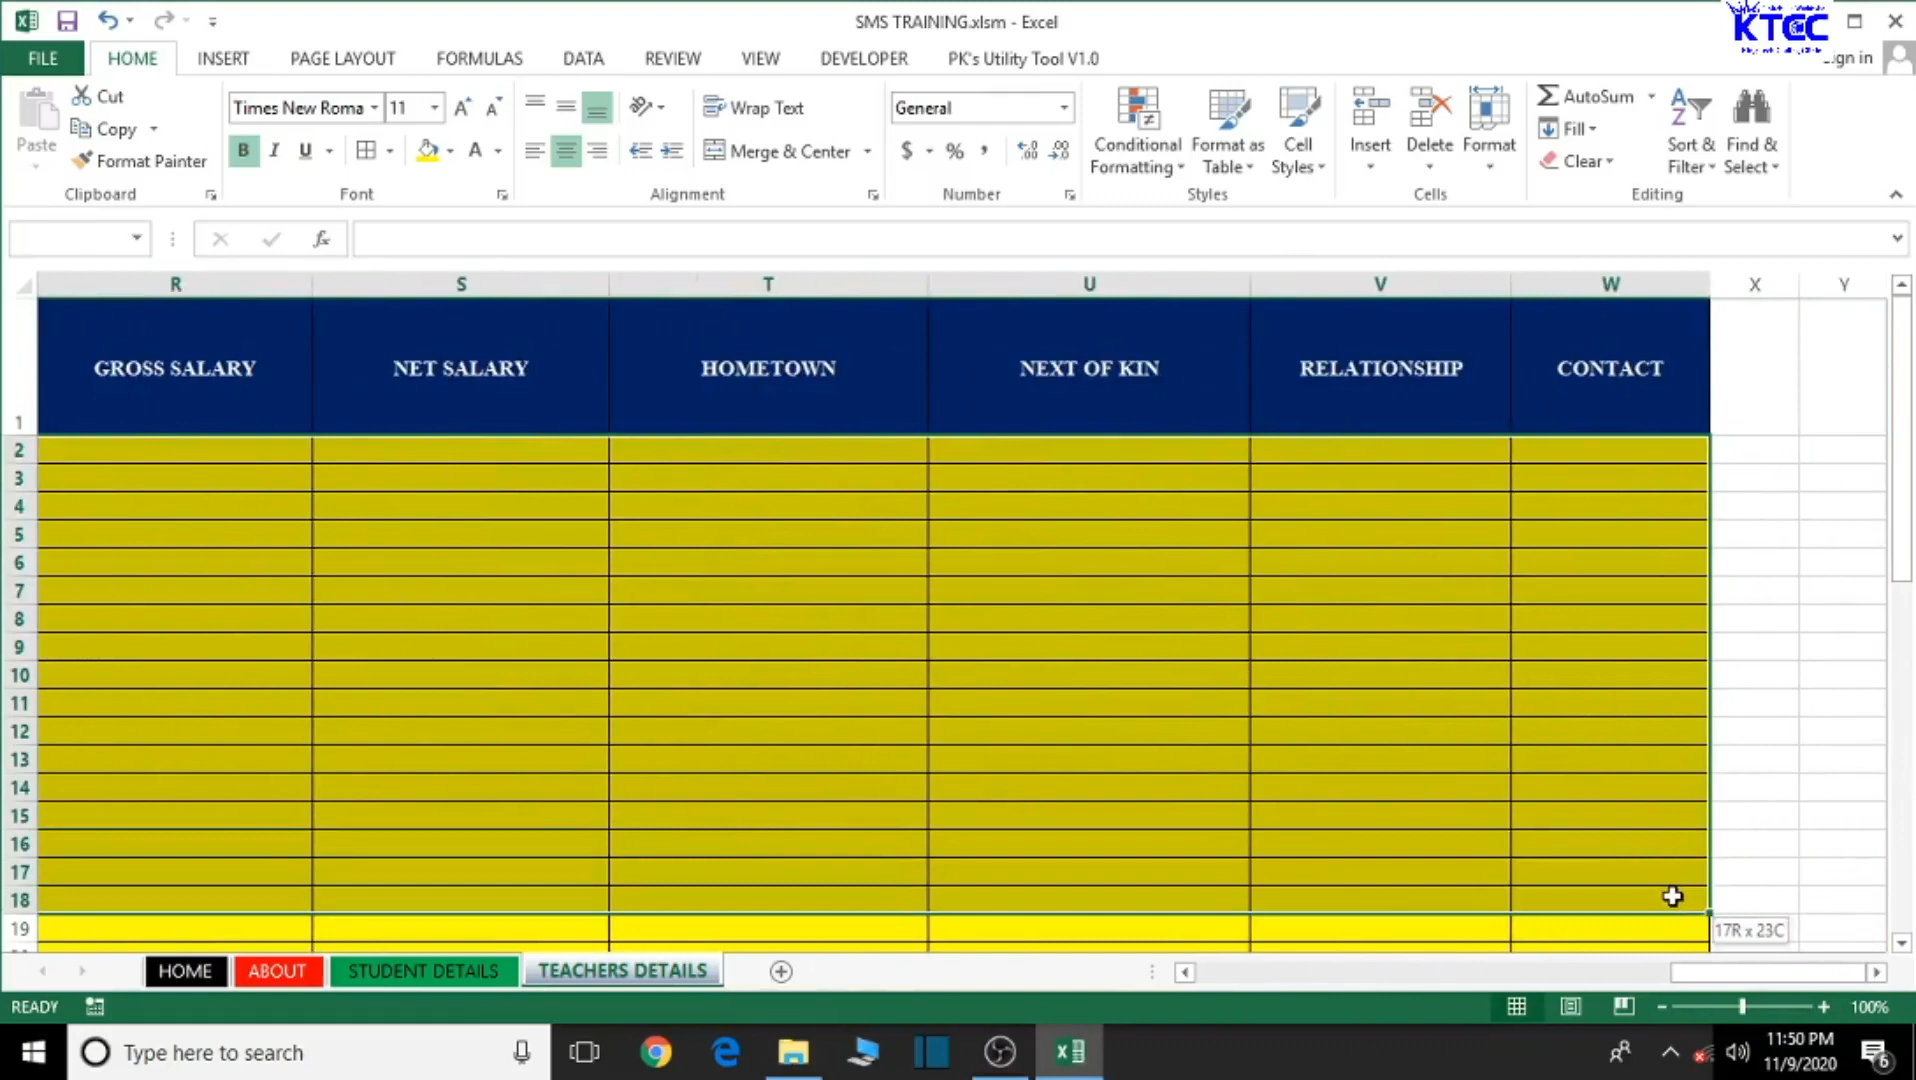 SMS TRAINING.xlsm - Excel
KTCC
FILE HOME INSERT PAGE LAYOUT FORMULAS DATA REVIEW VIEW DEVELOPER PK's Utility Tool V1.0
ign in
Paste
Cut
Copy
Format Painter
Clipboard
Times New Roma 11
B I U
Font
Wrap Text
Merge & Center
Alignment
General
$ % ,
Number
Conditional Formatting
Format as Table
Cell Styles
Styles
Insert Delete Format
Cells
AutoSum
Fill
Clear
Sort & Filter
Find & Select
Editing
fx
R S T U V W X Y
1 GROSS SALARY NET SALARY HOMETOWN NEXT OF KIN RELATIONSHIP CONTACT
2
3
4
5
6
7
8
9
10
11
12
13
14
15
16
17
18
19
17R x 23C
HOME ABOUT STUDENT DETAILS TEACHERS DETAILS
READY 100%
Type here to search
11:50 PM
11/9/2020
6